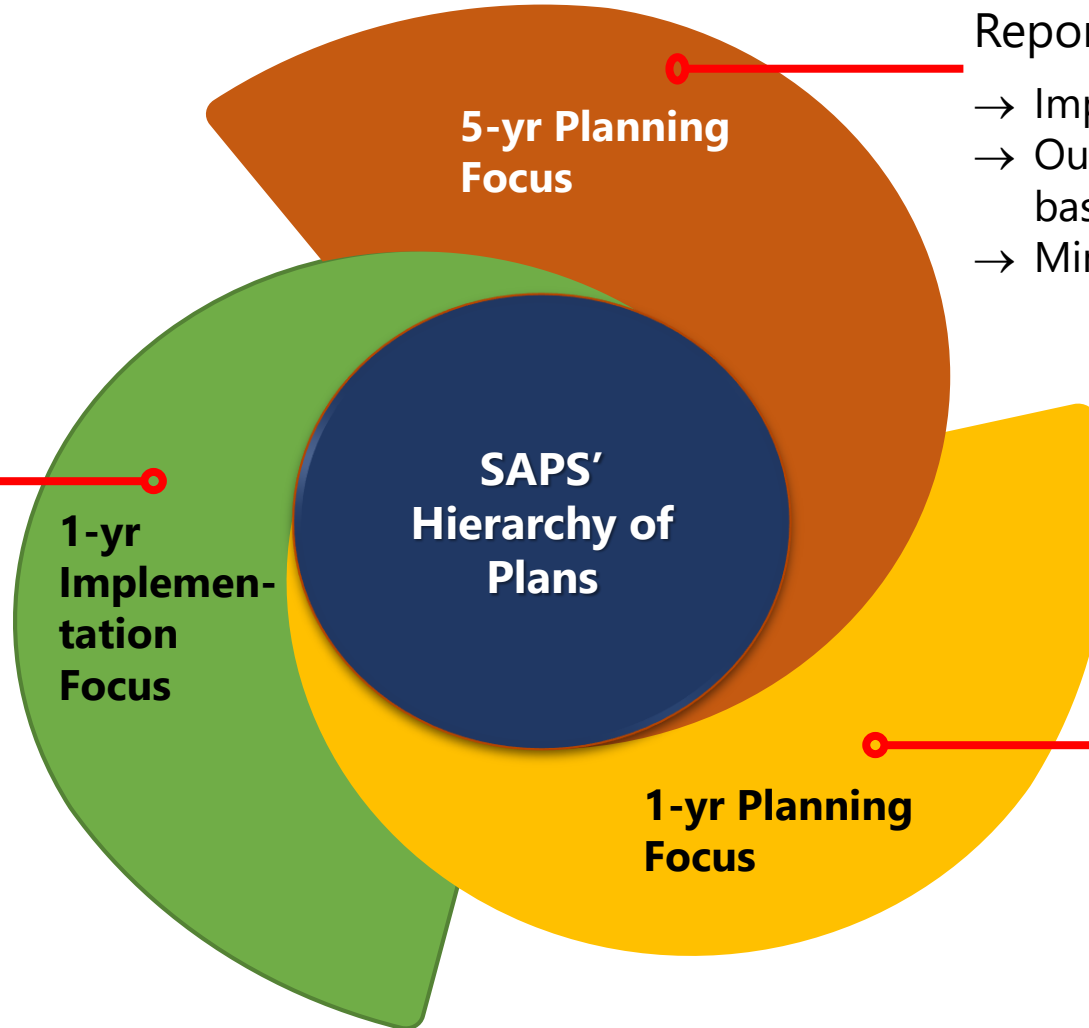 Repor
→ Imp
→ Ou
bas
→ Min
5-yr Planning
Focus
SAPS’
Hierarchy of
Plans
1-yr
Implemen-
tation
Focus
1-yr Planning
Focus